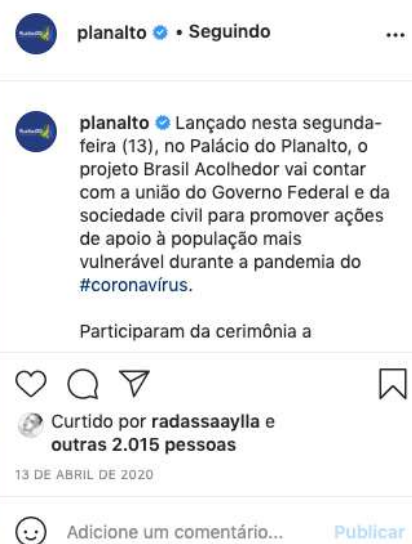 planalto • Seguindo
planalto Lançado nesta segunda-
feira (13), no Palácio do Planalto, o
projeto Brasil Acolhedor vai contar
com a união do Governo Federal e da
sociedade civil para promover ações
de apoio à população mais
vulnerável durante a pandemia do
#coronavírus.
Participaram da cerimônia a
Curtido por radassaaylla e
outras 2.015 pessoas
13 DE ABRIL DE 2020
Adicione um comentário... Publicar